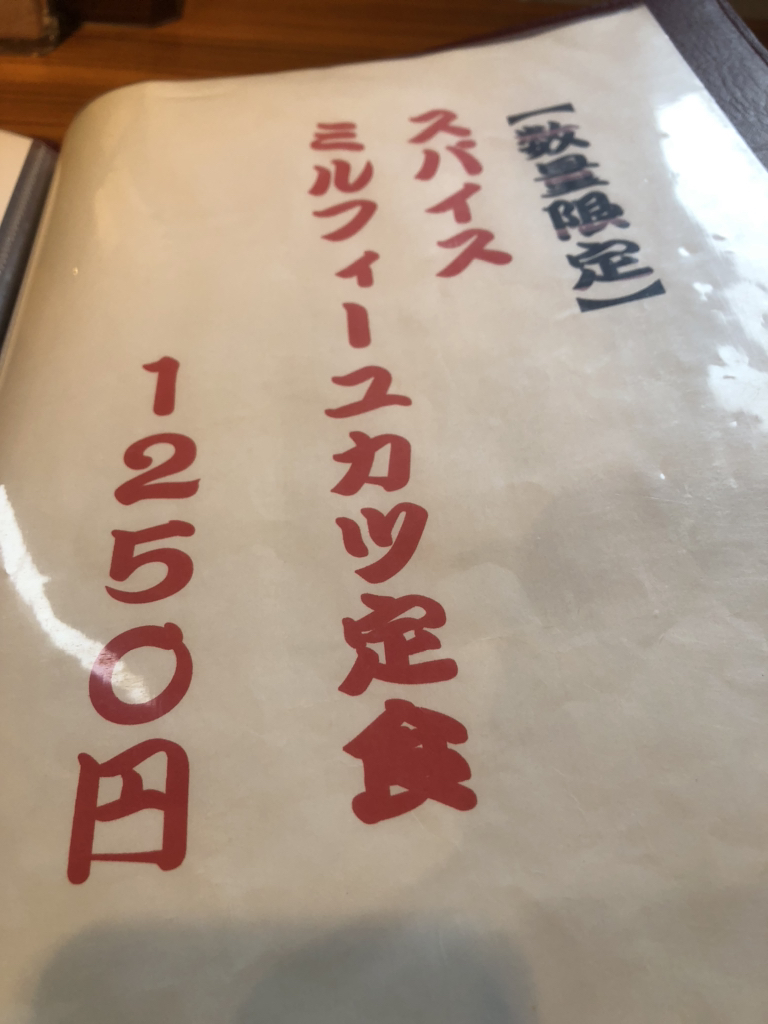 【数量限定】
スパイス
ミルフィーユカツ定食
1250円